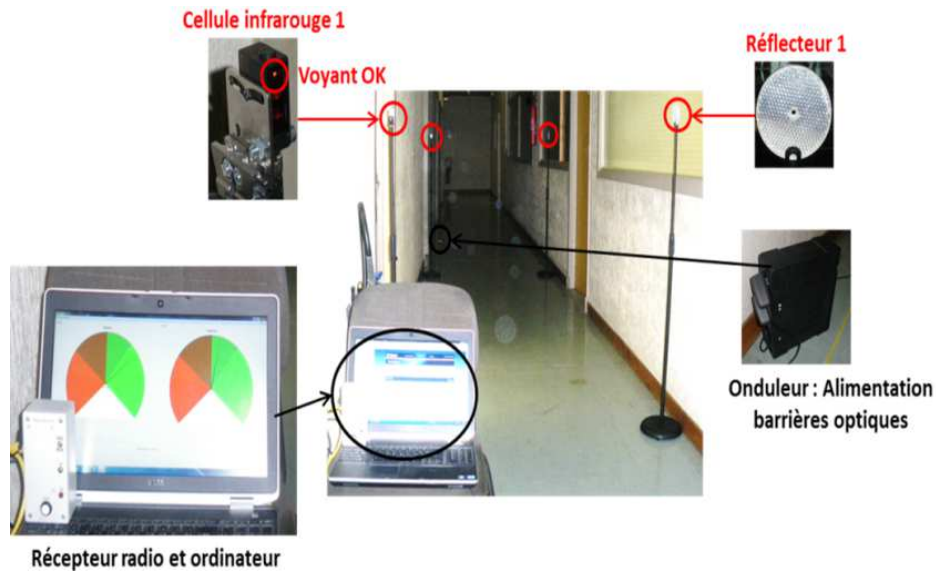 Cellule infrarouge 1
Voyant OK
Réflecteur 1
Onduleur : Alimentation
barrières optiques
Récepteur radio et ordinateur